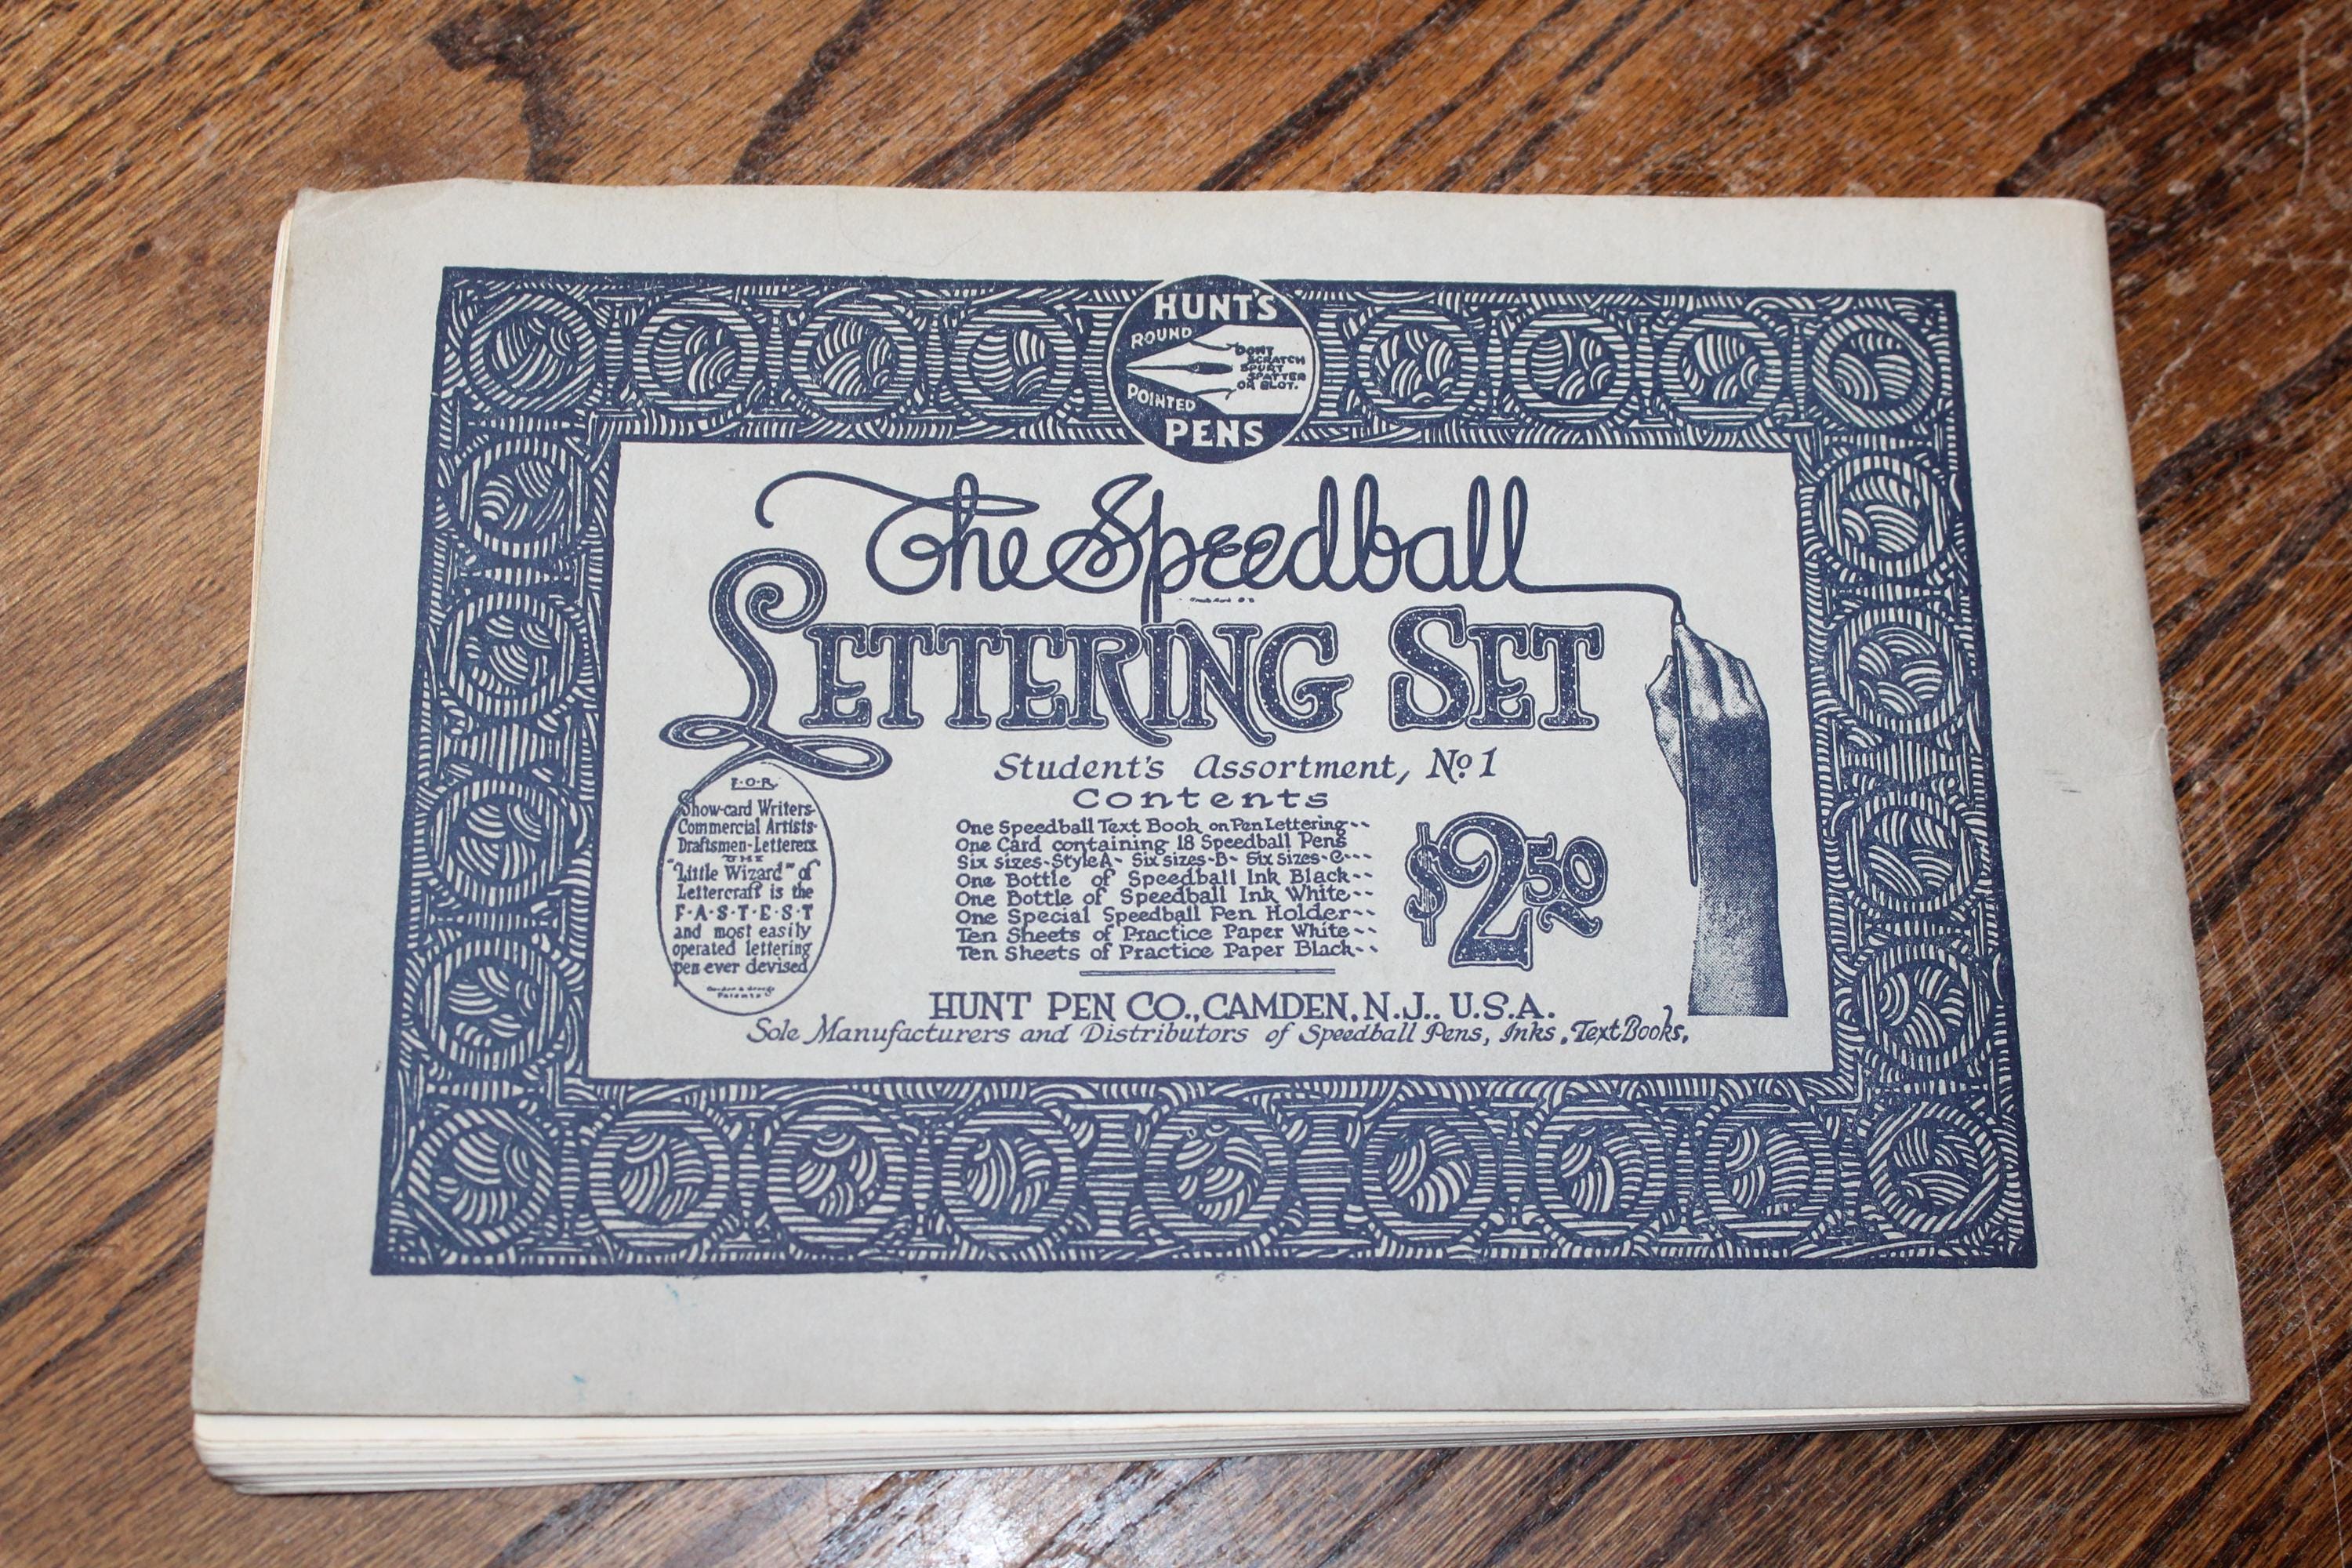 HUNT'S
ROUND
POINTED
DONT
SCRATCH
SPURT
SPATTER
OR BLOT.
PENS
The Speedball
LETTERING SET
Student's Assortment, No 1
Contents
F·O·R
Show-card Writers-
Commercial Artists-
Draftsmen-Letterers
THE
"Little Wizard" of
Lettercraft is the
F·A·S·T·E·S·T
and most easily
operated lettering
pen ever devised
One Speedball Text Book on Pen Lettering--
One Card containing 18 Speedball Pens
Six sizes-Style A- Six sizes-B- Six sizes-C---
One Bottle of Speedball Ink Black--
One Bottle of Speedball Ink White--
One Special Speedball Pen Holder--
Ten Sheets of Practice Paper White--
Ten Sheets of Practice Paper Black--
$2.50
HUNT PEN CO., CAMDEN, N.J.. U.S.A.
Sole Manufacturers and Distributors of Speedball Pens, Inks, Text Books.